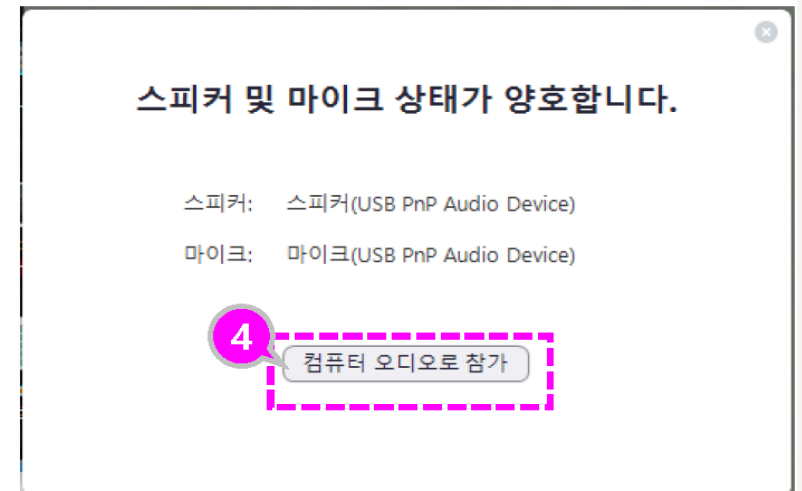 스피커 및 마이크 상태가 양호합니다.
스피커: 스피커(USB PnP Audio Device)
마이크: 마이크(USB PnP Audio Device)
4
컴퓨터 오디오로 참가